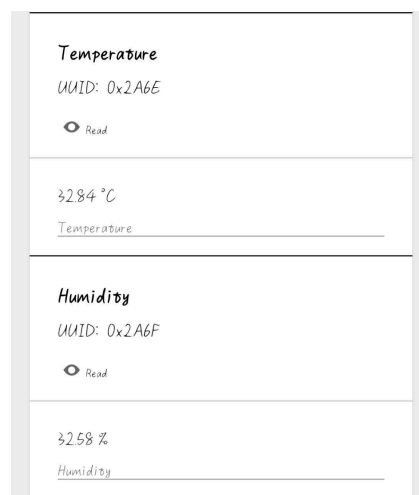 Temperature
UUID: 0x2A6E
Read
32.84 °C
Temperature
Humidity
UUID: 0x2A6F
Read
32.58 %
Humidity